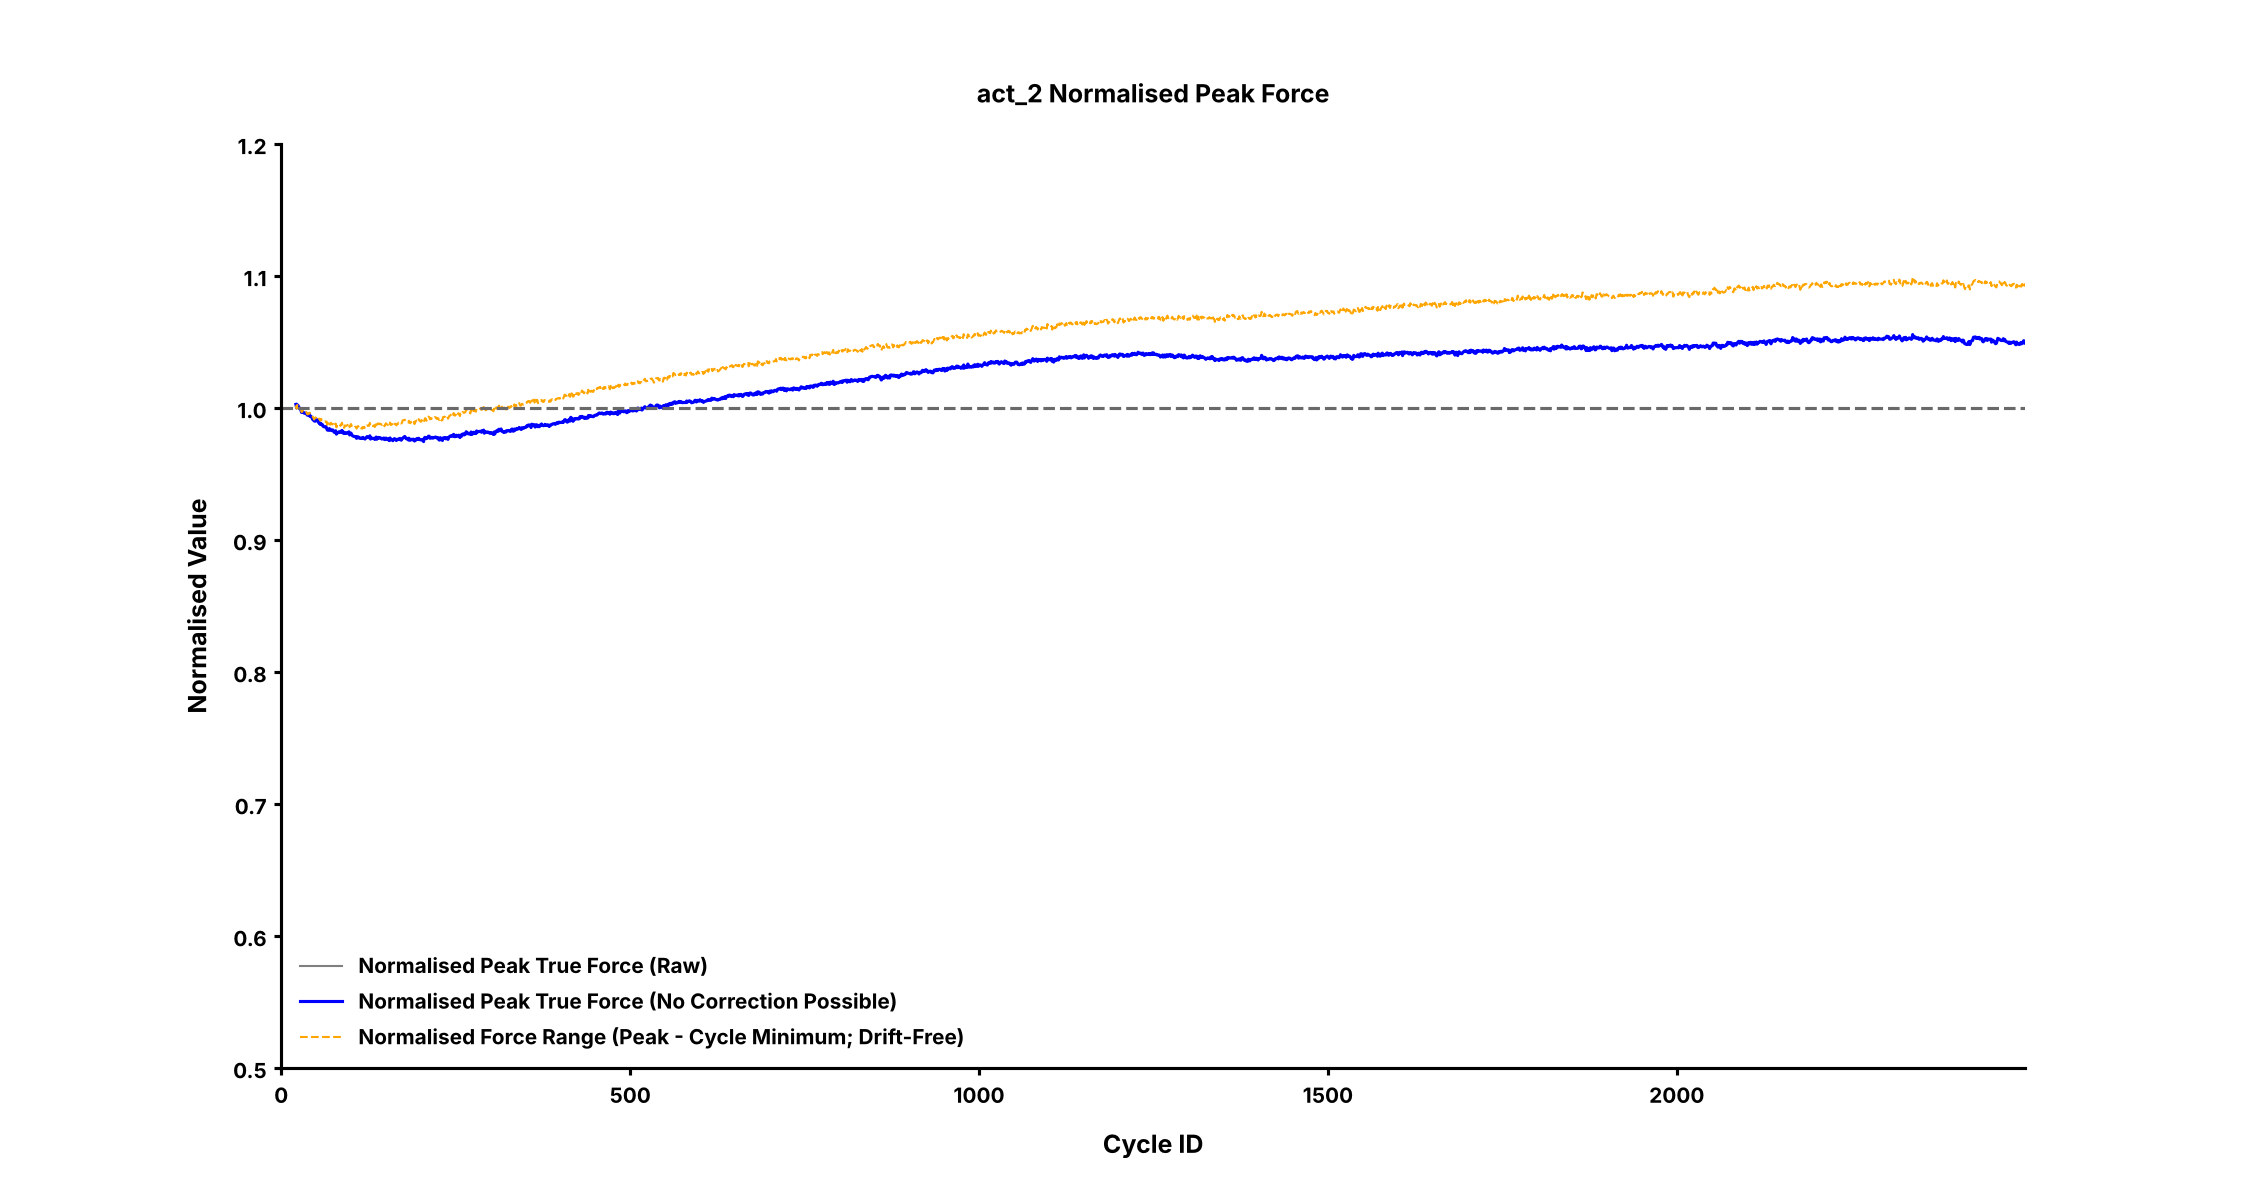 act_2 Normalised Peak Force
1.2
1.1
1.0
0.9
0.8
0.7
0.6
0.5
Normalised Value
Normalised Peak True Force (Raw)
Normalised Peak True Force (No Correction Possible)
Normalised Force Range (Peak - Cycle Minimum; Drift-Free)
0 500 1000 1500 2000
Cycle ID